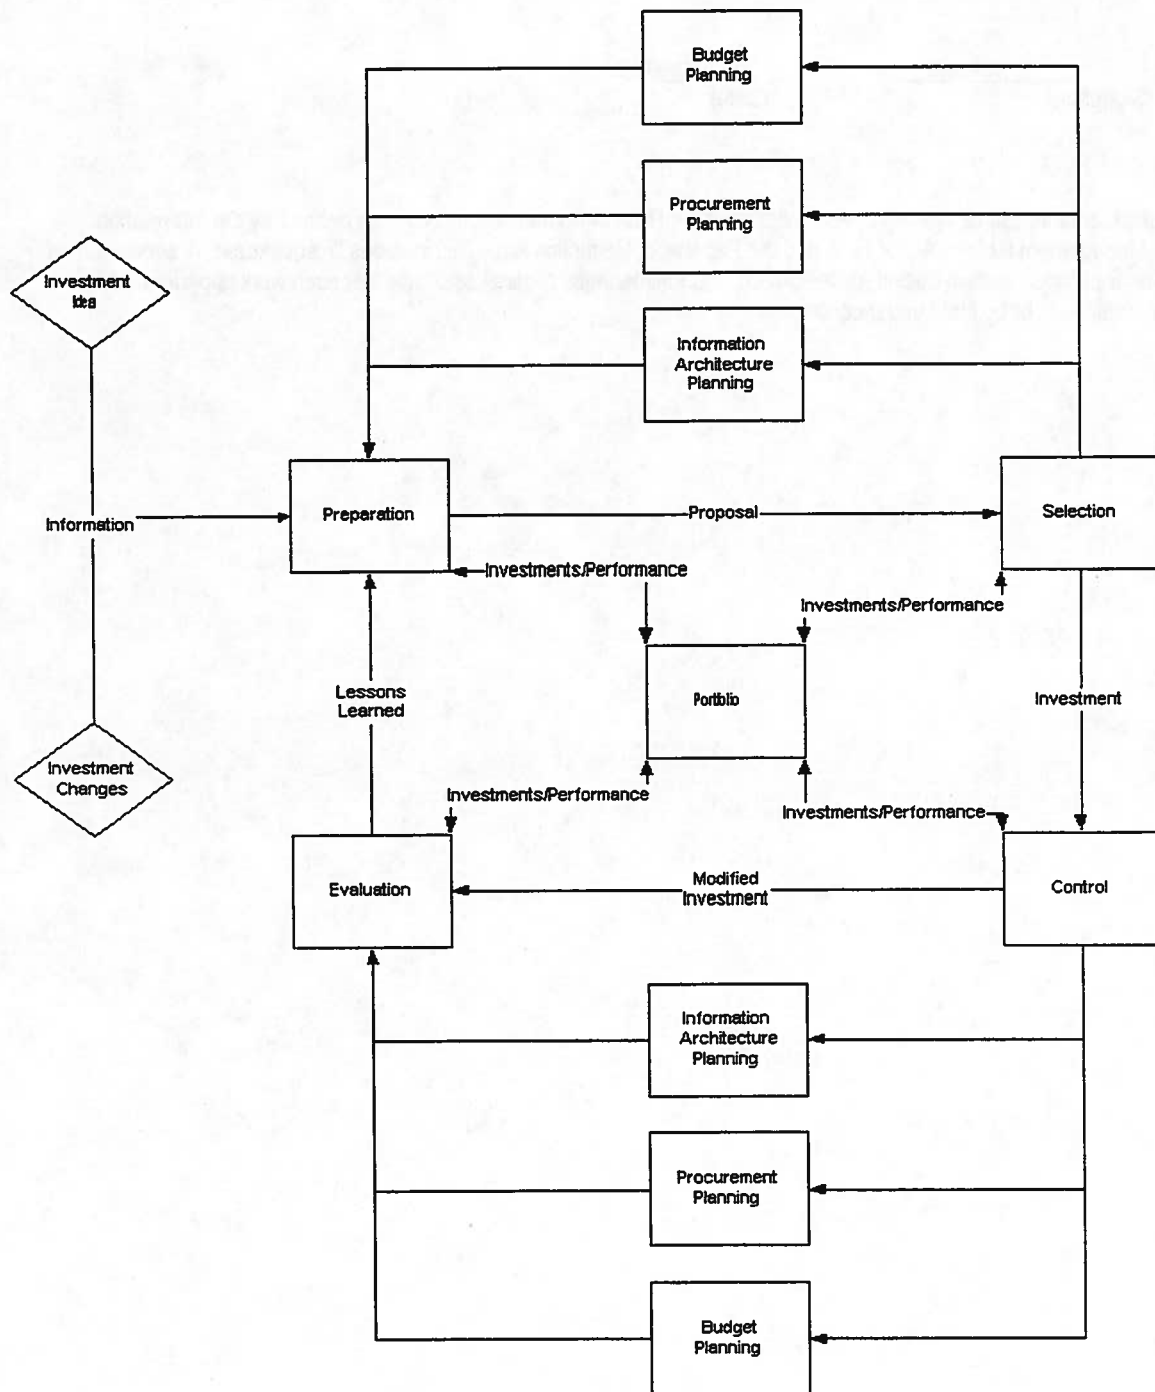 Budget
Planning
Procurement
Planning
Information
Architecture
Planning
Investment
Idea
Information
Preparation
Proposal
Selection
Investments/Performance
Investments/Performance
Portfolio
Lessons
Learned
Investment
Investment
Changes
Investments/Performance
Investments/Performance
Evaluation
Modified
Investment
Control
Information
Architecture
Planning
Procurement
Planning
Budget
Planning